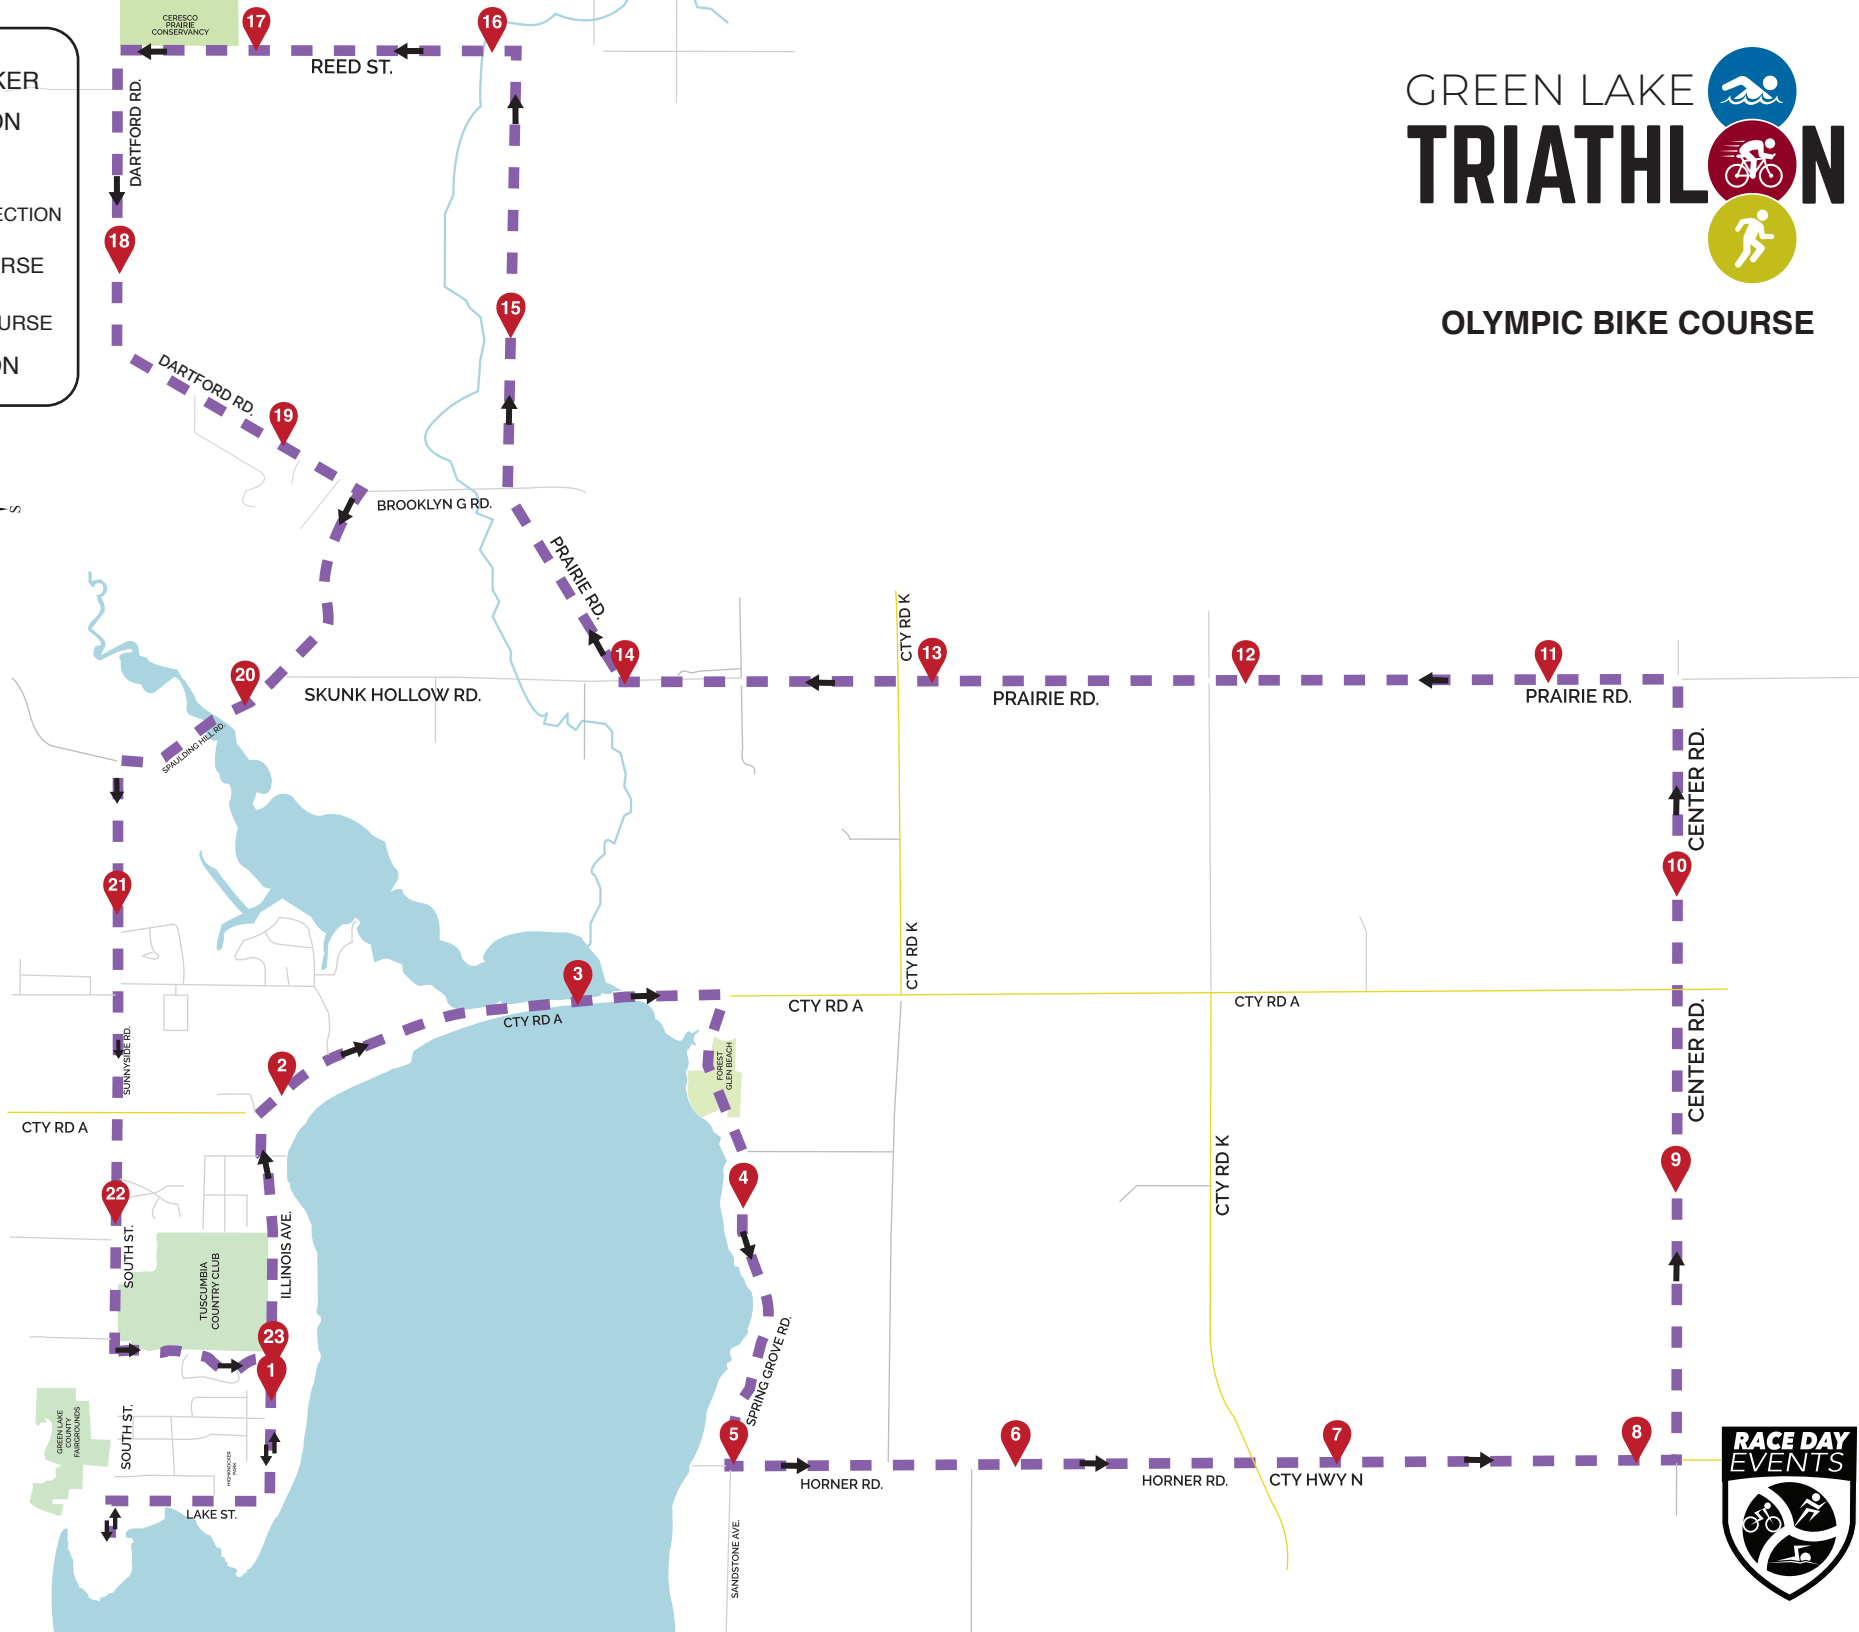 CERESCO
PRAIRIE
CONSERVANCY
17
16
REED ST.
KER
ON
ECTION
RSE
URSE
ON
S
DARTFORD RD.
18
15
GREEN LAKE
TRIATHLON
OLYMPIC BIKE COURSE
DARTFORD RD.
19
BROOKLYN G RD.
PRAIRIE RD.
14
CTY RD K
13
12
11
PRAIRIE RD.
PRAIRIE RD.
20
SKUNK HOLLOW RD.
SPAULDING HILL RD.
CENTER RD.
10
21
CTY RD K
3
CTY RD A
CTY RD A
CTY RD A
SUNNYSIDE RD.
2
FOREST
GLEN BEACH
CENTER RD.
CTY RD A
CTY RD K
9
4
22
SOUTH ST.
TUSCUMBIA
COUNTRY CLUB
ILLINOIS AVE.
23
1
SPRING GROVE RD.
GREEN LAKE
COUNTY
FAIRGROUNDS
SOUTH ST.
HIGHKNOCKER
PARK
LAKE ST.
5
6
7
8
HORNER RD.
HORNER RD.
CTY HWY N
SANDSTONE AVE.
RACE DAY
EVENTS